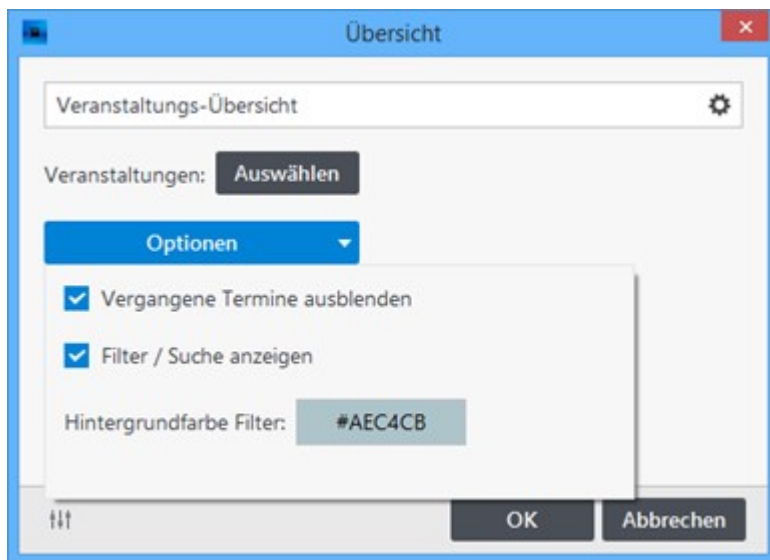 Übersicht
Veranstaltungs-Übersicht
Veranstaltungen: Auswählen
Optionen
Vergangene Termine ausblenden
Filter / Suche anzeigen
Hintergrundfarbe Filter: #AEC4CB
OK Abbrechen